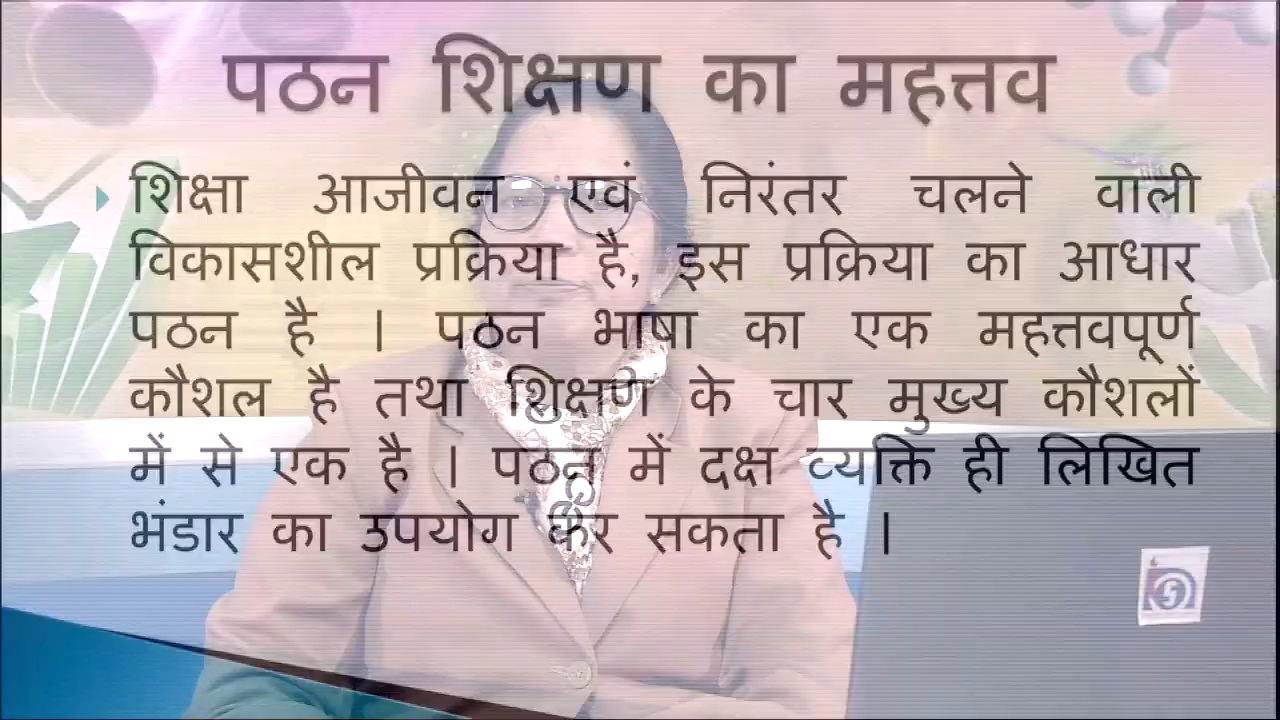 पठन शिक्षण का महत्तव
शिक्षा आजीवन एवं निरंतर चलने वाली
विकासशील प्रक्रिया है, इस प्रक्रिया का आधार
पठन है ।  पठन भाषा का एक महत्तवपूर्ण
कौशल है तथा शिक्षण के चार मुख्य कौशलों
में से एक है । पठन में दक्ष व्यक्ति ही लिखित
भंडार का उपयोग कर सकता है ।